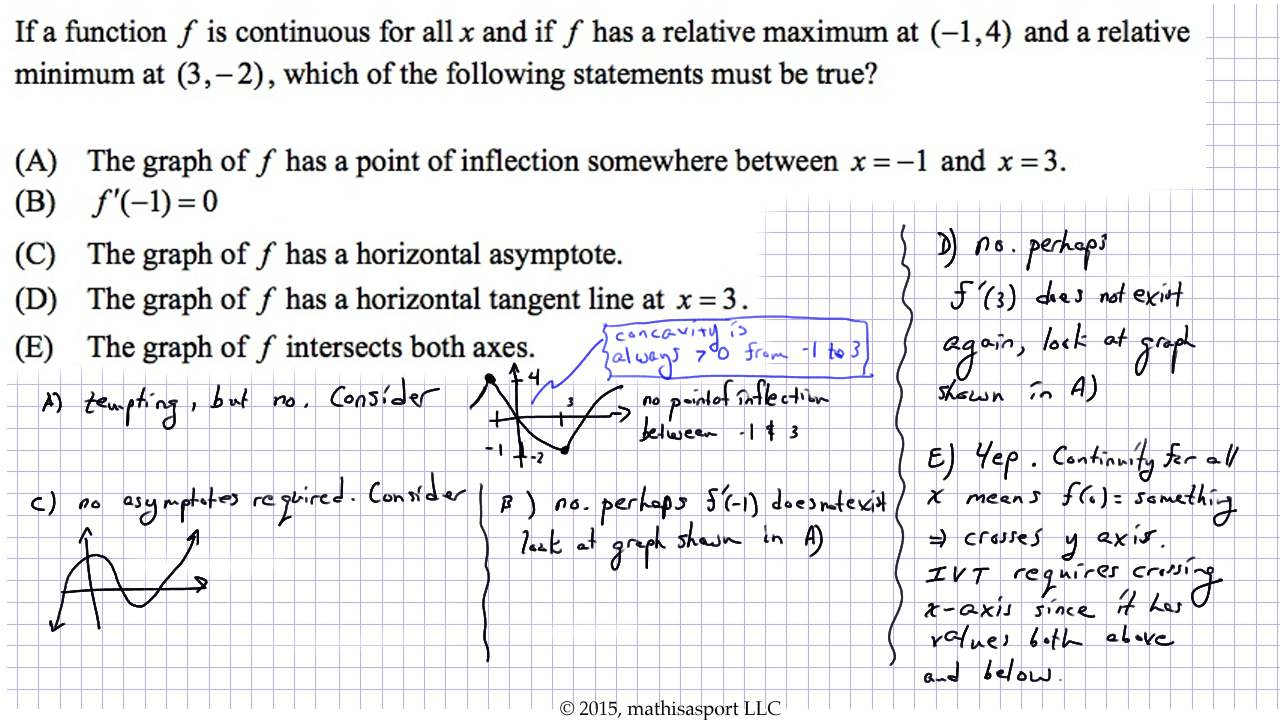 If a function f is continuous for all x and if f has a relative maximum at (−1,4) and a relative
minimum at (3,−2), which of the following statements must be true?
(A) The graph of f has a point of inflection somewhere between x = −1 and x = 3.
(B) f′(−1) = 0
(C) The graph of f has a horizontal asymptote.
(D) The graph of f has a horizontal tangent line at x = 3.
(E) The graph of f intersects both axes.
concavity is
always > 0 from -1 to 3
A) tempting, but no. Consider
4
3
-1
-2
no point of inflection
between -1 & 3
C) no asymptotes required. Consider
B) no. perhaps f'(-1) does not exist
look at graph shown in A)
D) no. perhaps
f'(3) does not exist
again, look at graph
shown in A)
E) Yep. Continuity for all
x means f(0) = something
⇒ crosses y axis.
IVT requires crossing
x-axis since it has
values both above
and below.
© 2015, mathisasport LLC